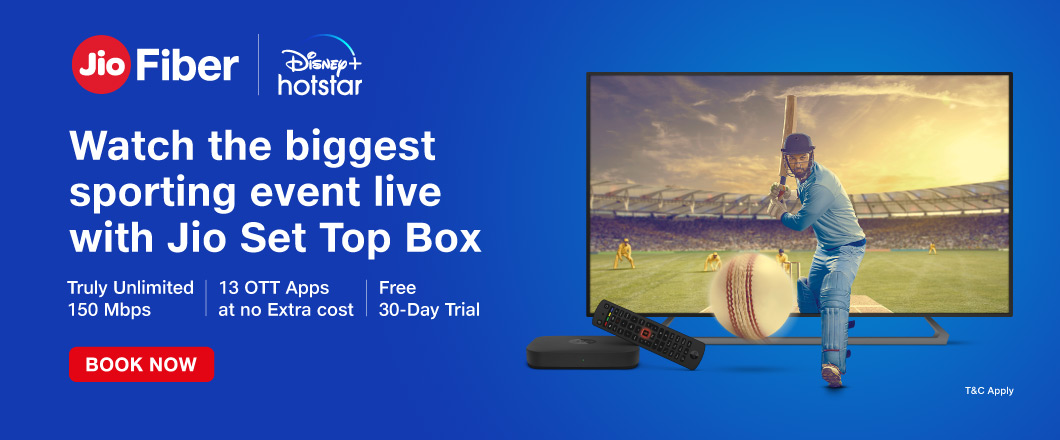 Jio Fiber
Disney+
hotstar
Watch the biggest
sporting event live
with Jio Set Top Box
Truly Unlimited
150 Mbps
13 OTT Apps
at no Extra cost
Free
30-Day Trial
BOOK NOW
T&C Apply